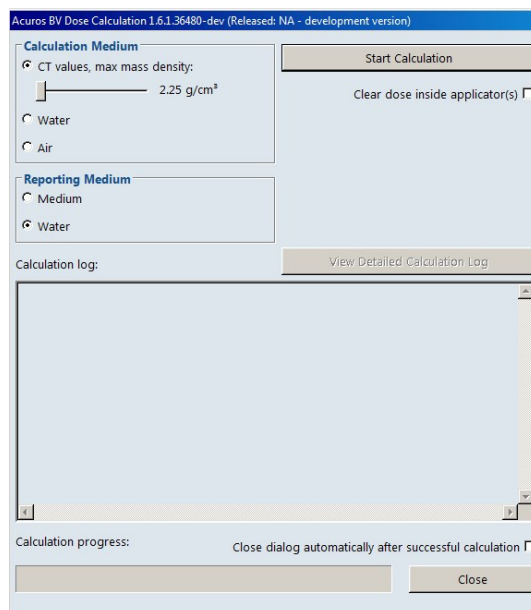 Acuros BV Dose Calculation 1.6.1.36480-dev (Released: NA - development version)
Calculation Medium
CT values, max mass density:
2.25 g/cm³
Water
Air
Start Calculation
Clear dose inside applicator(s)
Reporting Medium
Medium
Water
View Detailed Calculation Log
Calculation log:
Calculation progress:
Close dialog automatically after successful calculation
Close